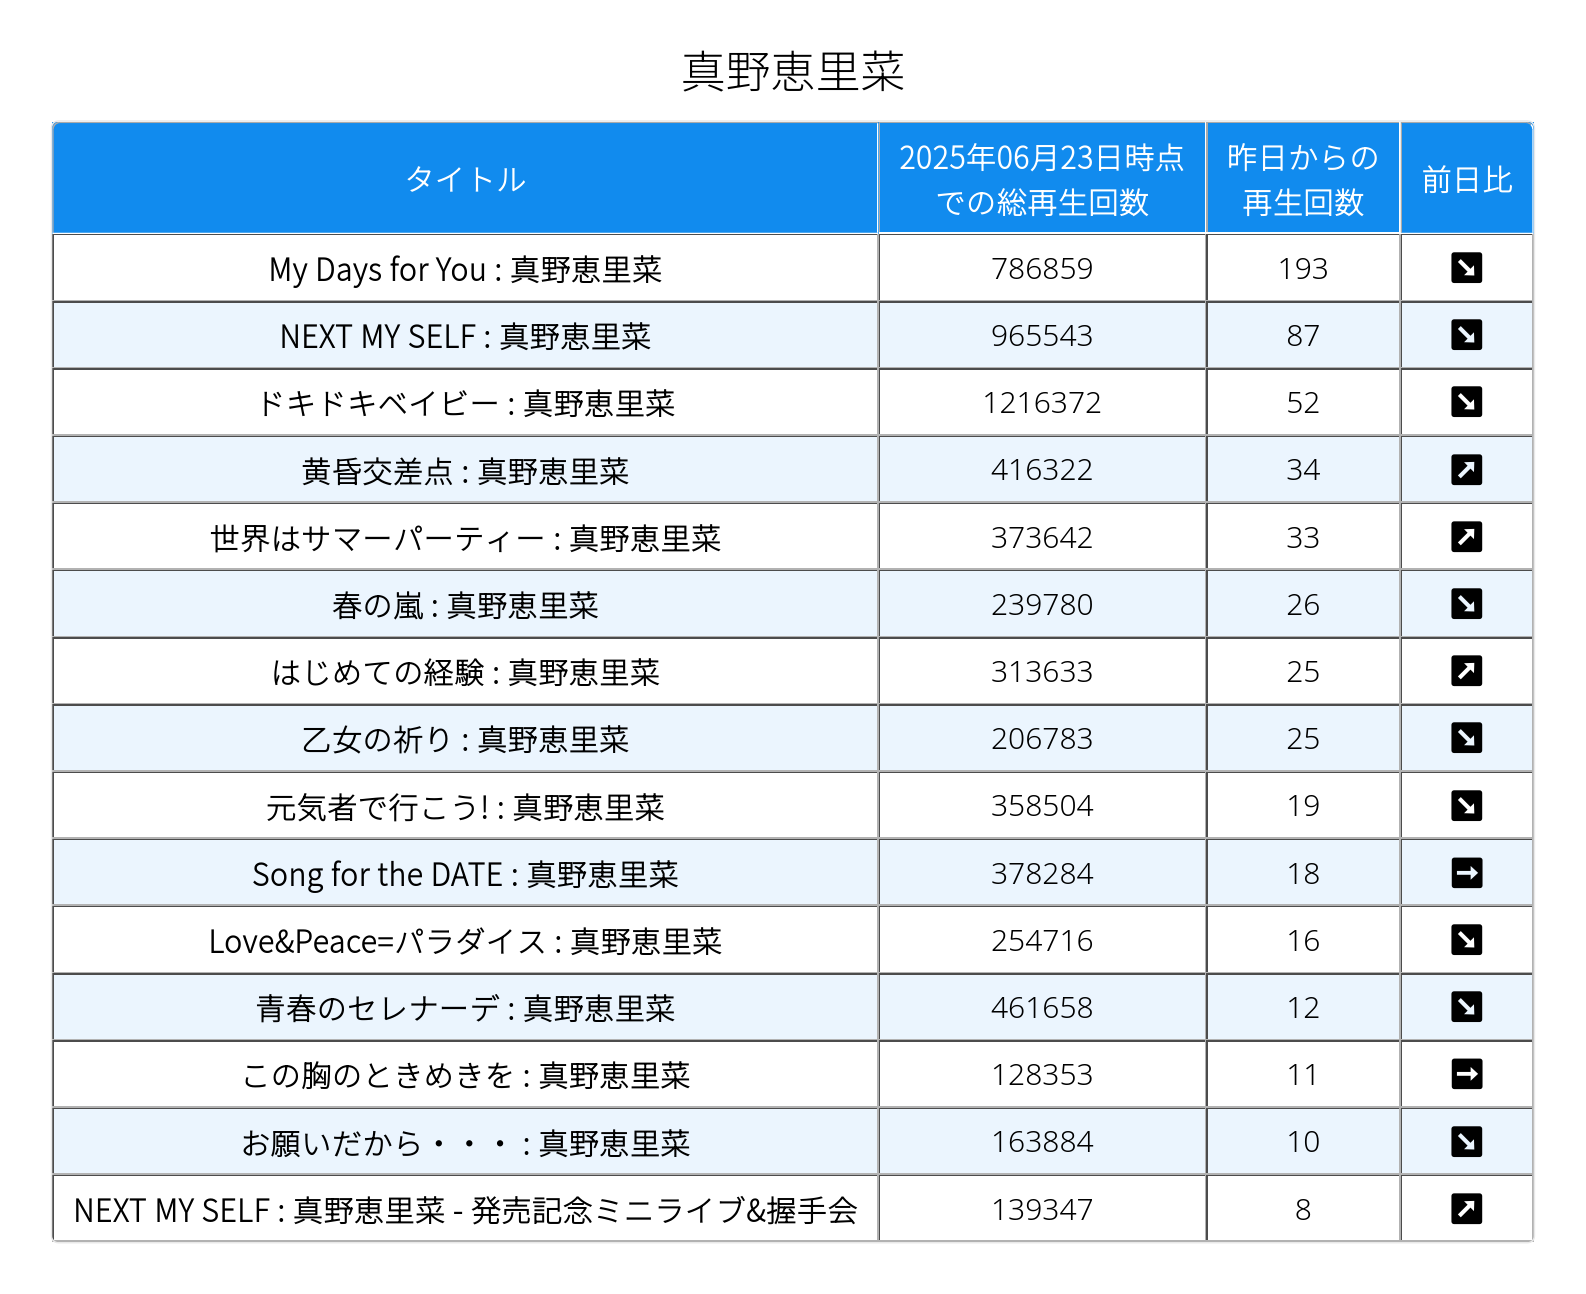 真野恵里菜
タイトル
2025年06月23日時点
での総再生回数
昨日からの
再生回数
前日比
My Days for You : 真野恵里菜 786859 193 ↘
NEXT MY SELF : 真野恵里菜 965543 87 ↘
ドキドキベイビー : 真野恵里菜 1216372 52 ↘
黄昏交差点 : 真野恵里菜 416322 34 ↗
世界はサマーパーティー : 真野恵里菜 373642 33 ↗
春の嵐 : 真野恵里菜 239780 26 ↘
はじめての経験 : 真野恵里菜 313633 25 ↗
乙女の祈り : 真野恵里菜 206783 25 ↘
元気者で行こう! : 真野恵里菜 358504 19 ↘
Song for the DATE : 真野恵里菜 378284 18 →
Love&Peace=パラダイス : 真野恵里菜 254716 16 ↘
青春のセレナーデ : 真野恵里菜 461658 12 ↘
この胸のときめきを : 真野恵里菜 128353 11 →
お願いだから・・・ : 真野恵里菜 163884 10 ↘
NEXT MY SELF : 真野恵里菜 - 発売記念ミニライブ&握手会 139347 8 ↗